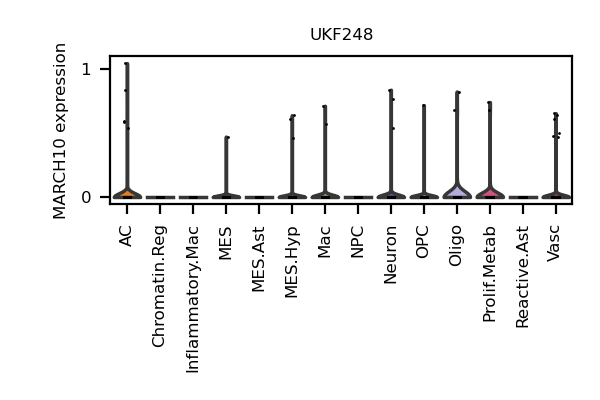 UKF248
MARCH10 expression
1
0
AC
Chromatin.Reg
Inflammatory.Mac
MES
MES.Ast
MES.Hyp
Mac
NPC
Neuron
OPC
Oligo
Prolif.Metab
Reactive.Ast
Vasc